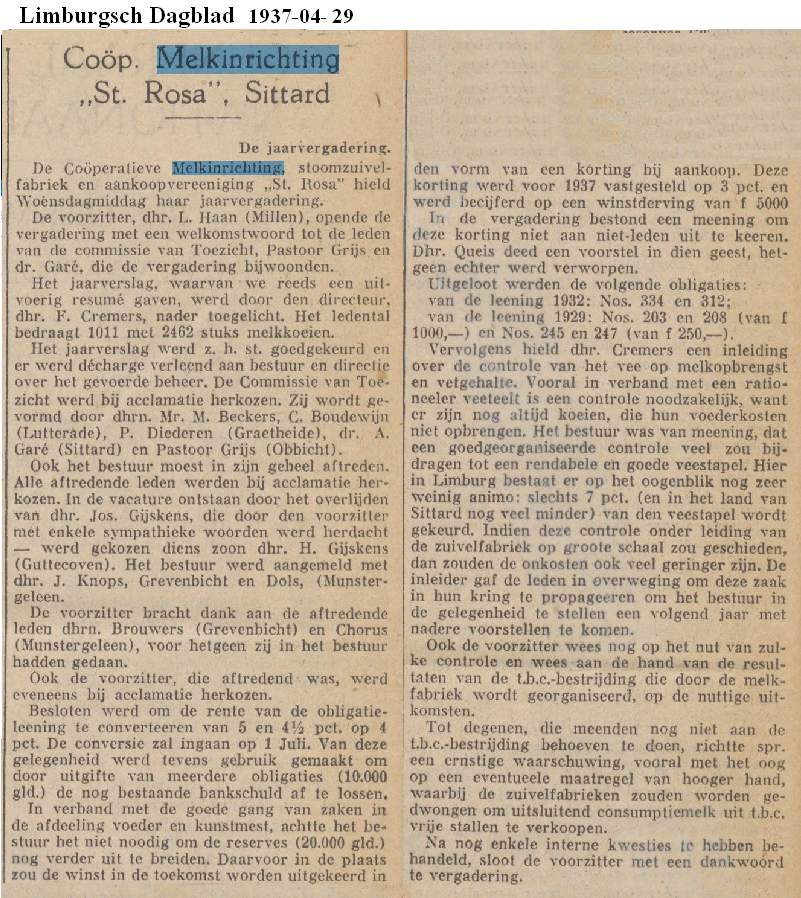 Limburgsch Dagblad 1937-04- 29
Coöp. Melkinrichting
„St. Rosa”, Sittard
De jaarvergadering.
De Coöperatieve Melkinrichting, stoomzuivel-
fabriek en aankoopvereeniging „St. Rosa” hield
Woensdagmiddag haar jaarvergadering.
De voorzitter, dhr. L. Haan (Millen), opende de
vergadering met een welkomstwoord tot de leden
van de commissie van Toezicht, Pastoor Grijs en
dr. Garé, die de vergadering bijwoonden.
Het jaarverslag, waarvan we reeds een uit-
voerig resumé gaven, werd door den directeur,
dhr. F. Cremers, nader toegelicht. Het ledental
bedraagt 1011 met 2462 stuks melkkoeien.
Het jaarverslag werd z. h. st. goedgekeurd en
er werd décharge verleend aan bestuur en directie
over het gevoerde beheer. De Commissie van Toe-
zicht werd bij acclamatie herkozen. Zij wordt ge-
vormd door dhrn. Mr. M. Beckers, C. Boudewijn
(Lutterade), P. Diederen (Graetheide), dr. A.
Garé (Sittard) en Pastoor Grijs (Obbicht).
Ook het bestuur moest in zijn geheel aftreden.
Alle aftredende leden werden bij acclamatie her-
kozen. In de vacature ontstaan door het overlijden
van dhr. Jos. Gijskens, die door den voorzitter
met enkele sympathieke woorden werd herdacht
— werd gekozen diens zoon dhr. H. Gijskens
(Guttecoven). Het bestuur werd aangemeld met
dhr. J. Knops, Grevenbicht en Dols, (Munster-
geleen.
De voorzitter bracht dank aan de aftredende
leden dhrn. Brouwers (Grevenbicht) en Chorus
(Munstergeleen), voor hetgeen zij in het bestuur
hadden gedaan.
Ook de voorzitter, die aftredend was, werd
eveneens bij acclamatie herkozen.
Besloten werd om de rente van de obligatie-
leening te converteeren van 5 en 4½ pct. op 4
pct. De conversie zal ingaan op 1 Juli. Van deze
gelegenheid werd tevens gebruik gemaakt om
door uitgifte van meerdere obligaties (10.000
gld.) de nog bestaande bankschuld af te lossen.
In verband met de goede gang van zaken in
de afdeeling voeder en kunstmest, achtte het be-
stuur het niet noodig om de reserves (20.000 gld.)
nog verder uit te breiden. Daarvoor in de plaats
zou de winst in de toekomst worden uitgekeerd in
den vorm van een korting bij aankoop. Deze
korting werd voor 1937 vastgesteld op 3 pct. en
werd becijferd op een winstderving van f 5000
In de vergadering bestond een meening om
deze korting niet aan niet-leden uit te keeren.
Dhr. Queis deed een voorstel in dien geest, het-
geen echter werd verworpen.
Uitgeloot werden de volgende obligaties:
van de leening 1932: Nos. 334 en 312;
van de leening 1929: Nos. 203 en 208 (van f
1000,—) en Nos. 245 en 247 (van f 250,—).
Vervolgens hield dhr. Cremers een inleiding
over de controle van het vee op melkopbrengst
en vetgehalte. Vooral in verband met een ratio-
neeler veeteelt is een controle noodzakelijk, want
er zijn nog altijd koeien, die hun voederkosten
niet opbrengen. Het bestuur was van meening, dat
een goedgeorganiseerde controle veel zou bij-
dragen tot een rendabele en goede veestapel. Hier
in Limburg bestaat er op het oogenblik nog zeer
weinig animo: slechts 7 pct. (en in het land van
Sittard nog veel minder) van den veestapel wordt
gekeurd. Indien deze controle onder leiding van
de zuivelfabriek op groote schaal zou geschieden,
dan zouden de onkosten ook veel geringer zijn. De
inleider gaf de leden in overweging om deze zaak
in hun kring te propageeren om het bestuur in
de gelegenheid te stellen een volgend jaar met
nadere voorstellen te komen.
Ook de voorzitter wees nog op het nut van zul-
ke controle en wees aan de hand van de resul-
taten van de t.b.c.-bestrijding die door de melk-
fabriek wordt georganiseerd, op de nuttige uit-
komsten.
Tot degenen, die meenden nog niet aan de
t.b.c.-bestrijding behoeven te doen, richtte spr.
een ernstige waarschuwing, vooral met het oog
op een eventueele maatregel van hooger hand,
waarbij de zuivelfabrieken zouden worden ge-
dwongen om uitsluitend consumptiemelk uit t.b.c.
vrije stallen te verkoopen.
Na nog enkele interne kwesties te hebben be-
handeld, sloot de voorzitter met een dankwoord
te vergadering.